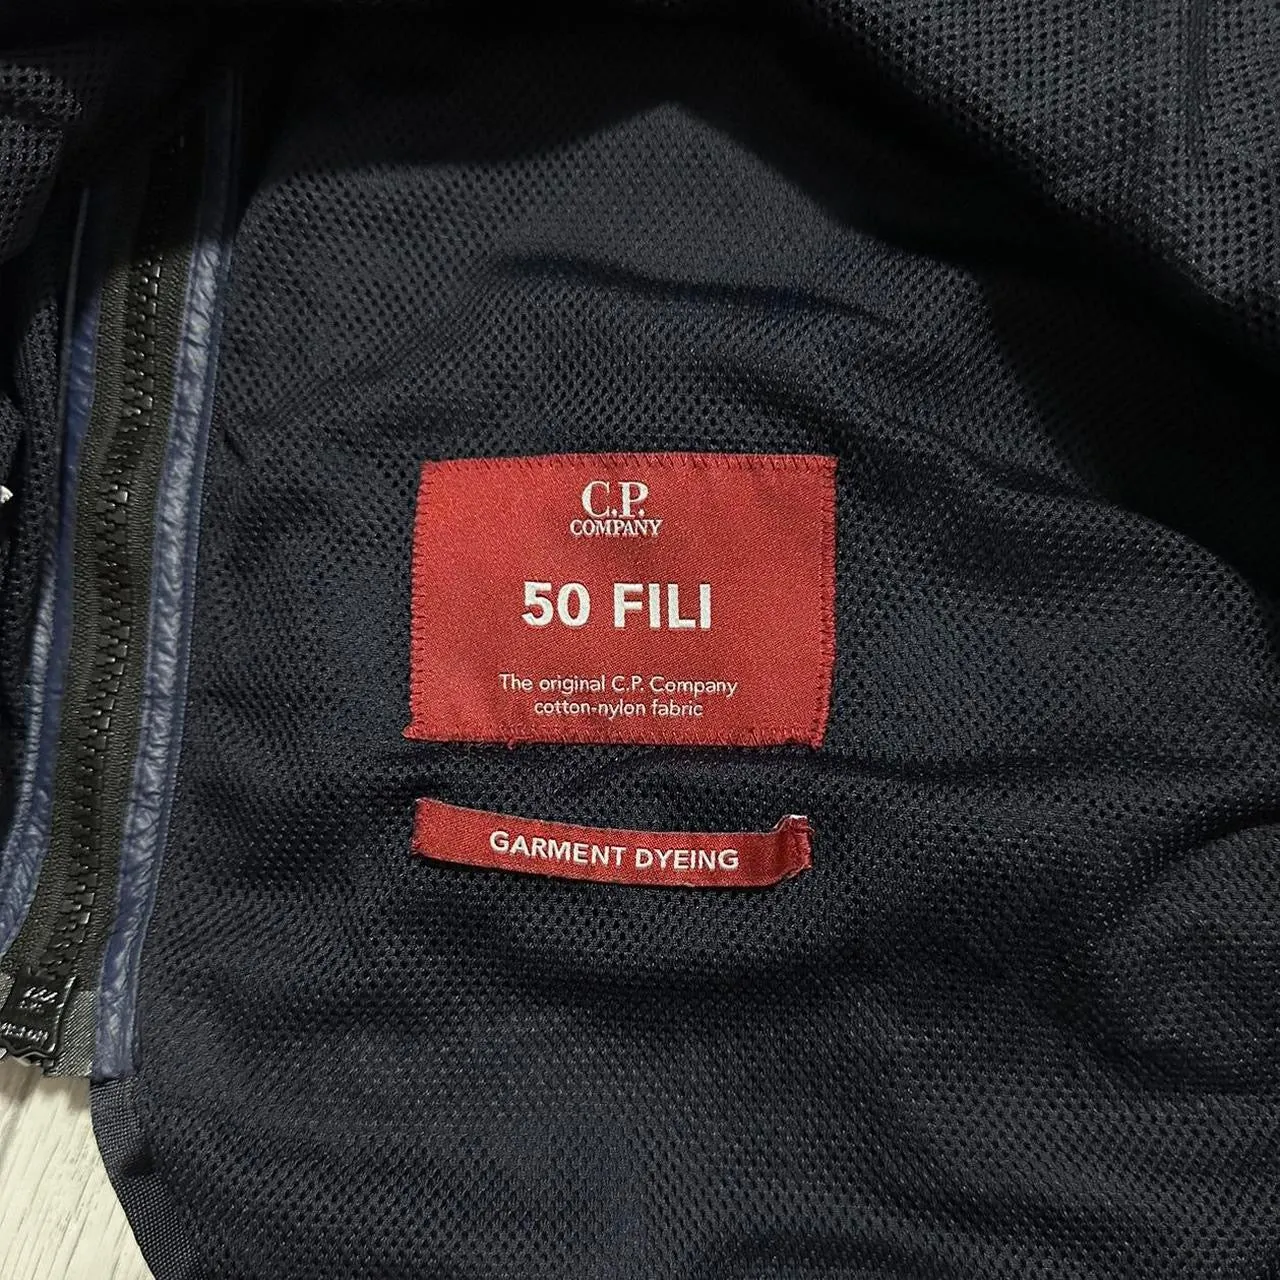 C.P.
COMPANY
50 FILI
The original C.P. Company
cotton-nylon fabric
GARMENT DYEING